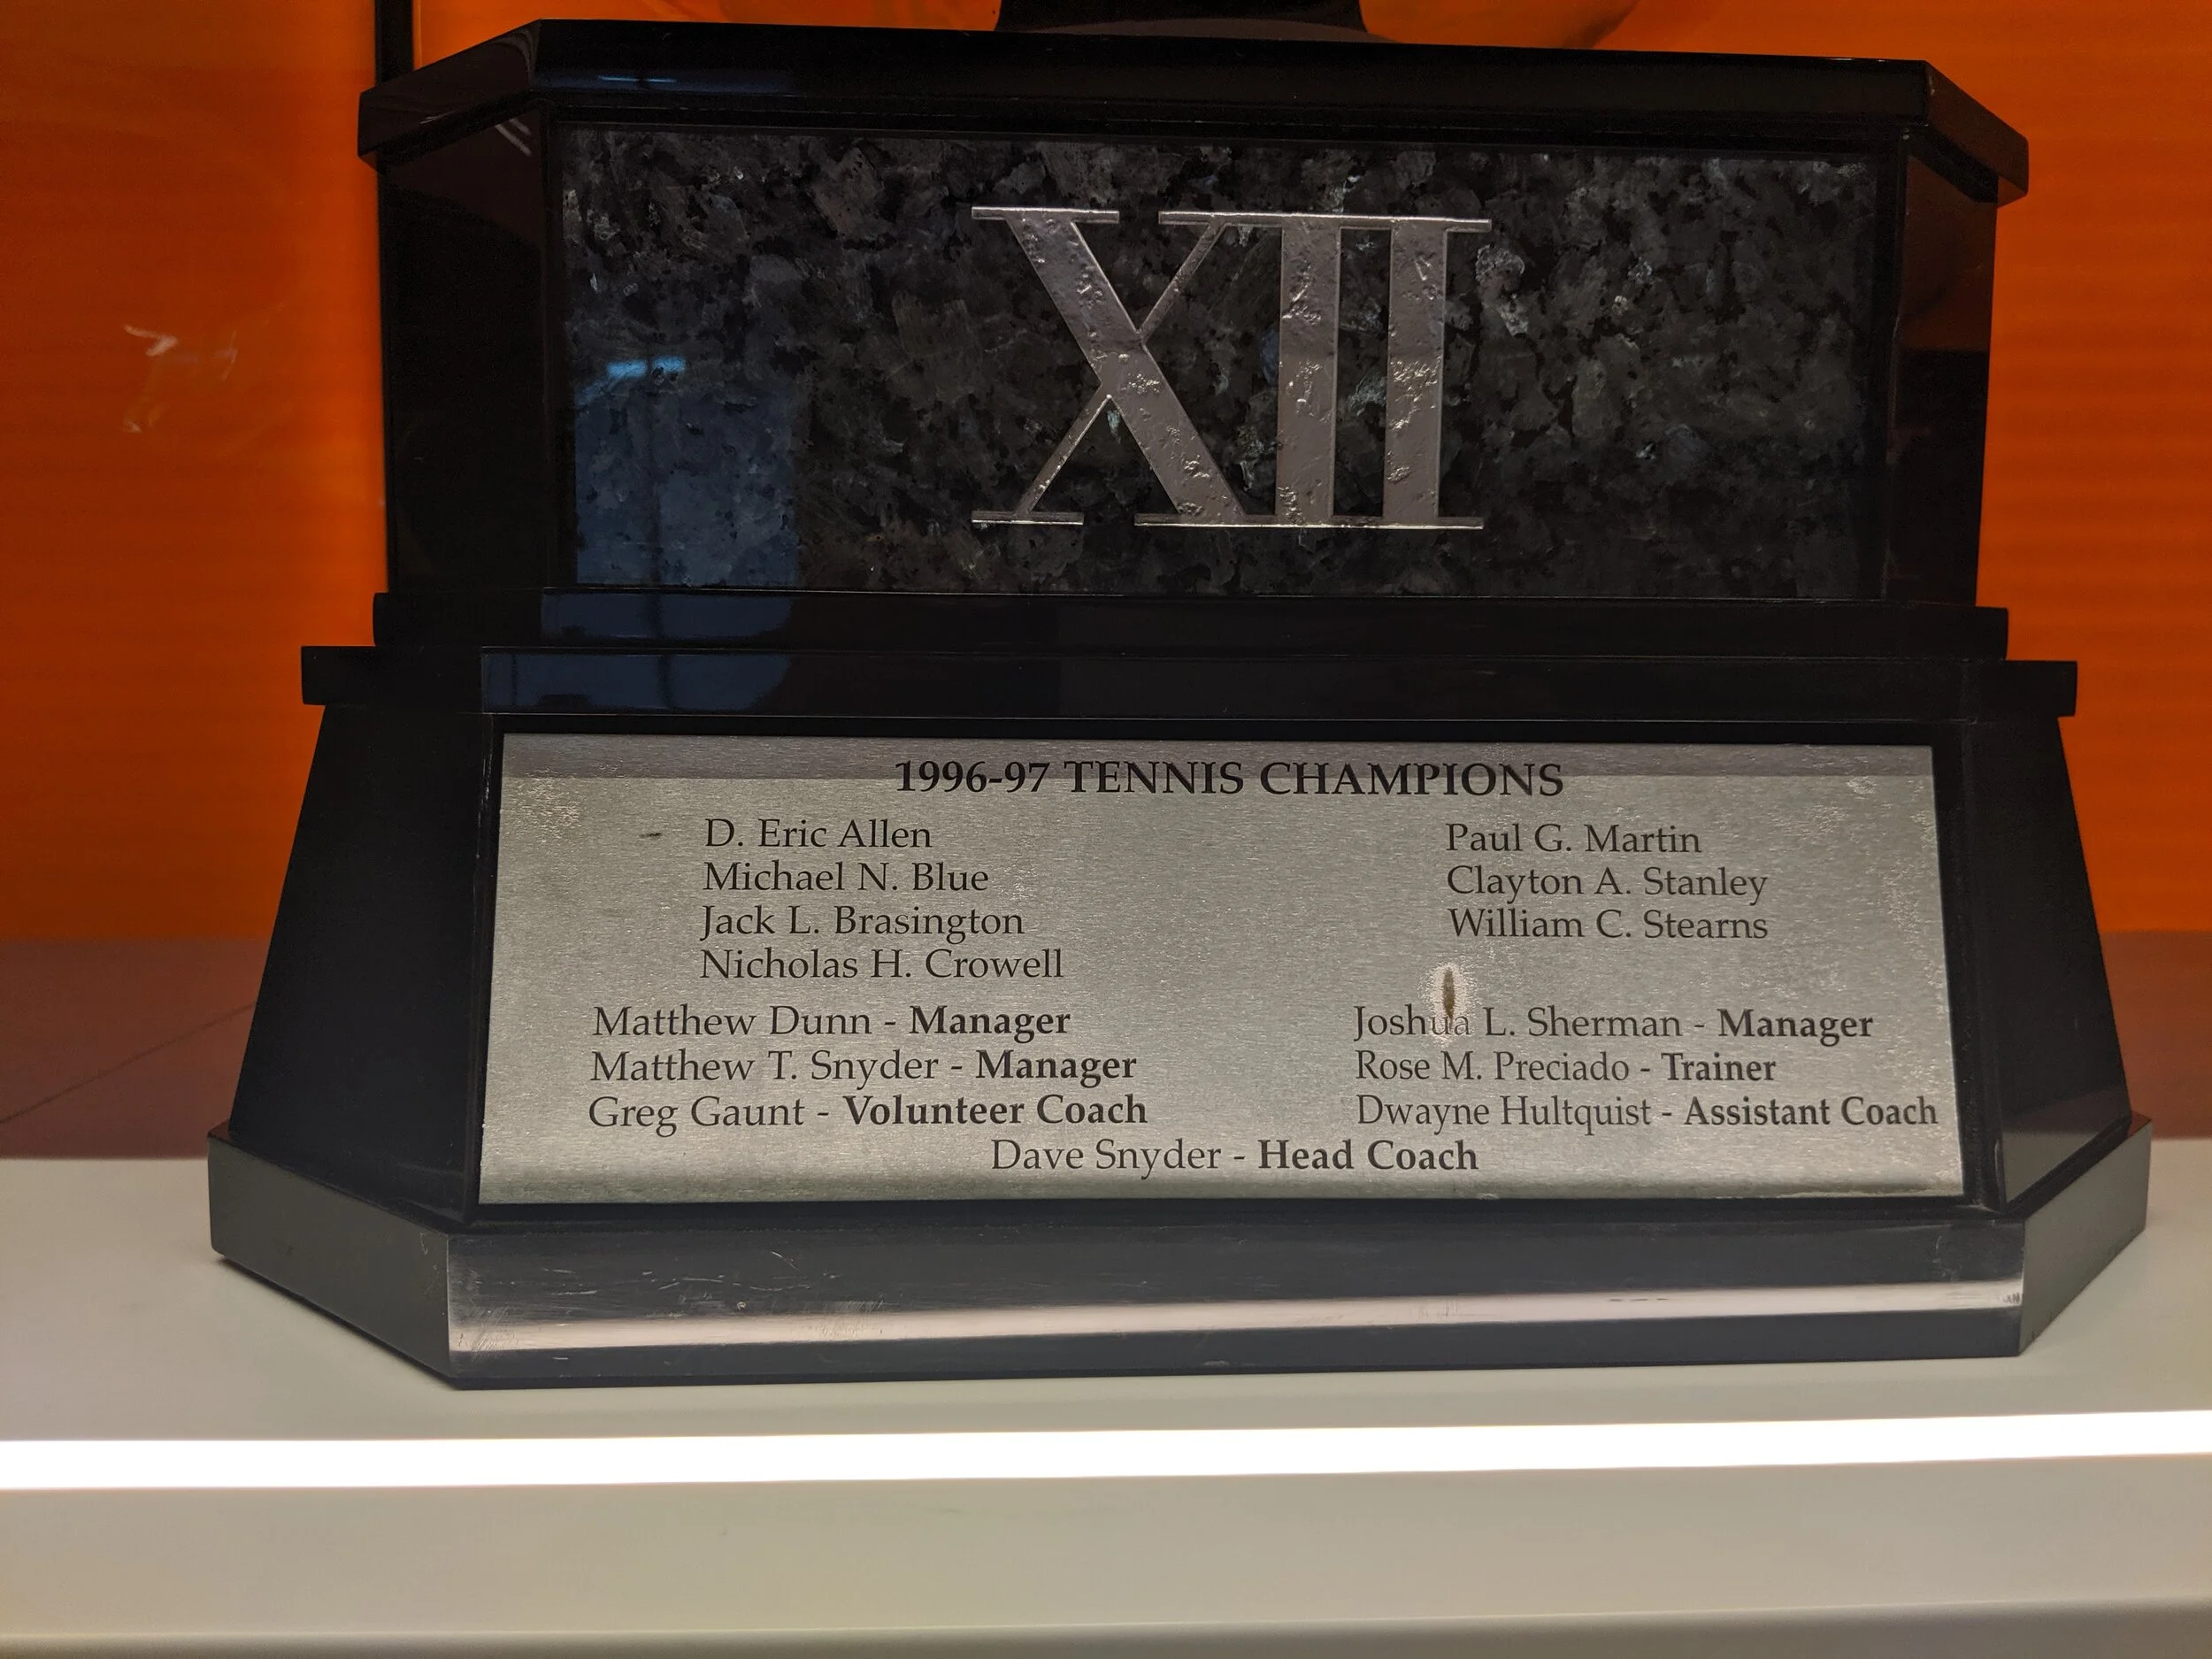 XII
1996-97 TENNIS CHAMPIONS
D. Eric Allen
Michael N. Blue
Jack L. Brasington
Nicholas H. Crowell
Paul G. Martin
Clayton A. Stanley
William C. Stearns
Matthew Dunn - Manager
Matthew T. Snyder - Manager
Greg Gaunt - Volunteer Coach
Joshua L. Sherman - Manager
Rose M. Preciado - Trainer
Dwayne Hultquist - Assistant Coach
Dave Snyder - Head Coach